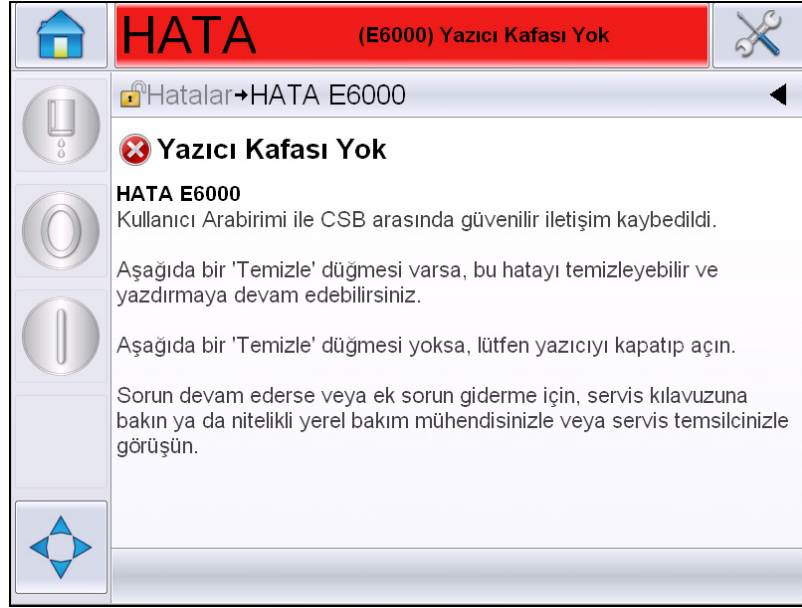 HATA
(E6000) Yazıcı Kafası Yok
Hatalar→HATA E6000
Yazıcı Kafası Yok
HATA E6000
Kullanıcı Arabirimi ile CSB arasında güvenilir iletişim kaybedildi.
Aşağıda bir 'Temizle' düğmesi varsa, bu hatayı temizleyebilir ve
yazdırmaya devam edebilirsiniz.
Aşağıda bir 'Temizle' düğmesi yoksa, lütfen yazıcıyı kapatıp açın.
Sorun devam ederse veya ek sorun giderme için, servis kılavuzuna
bakın ya da nitelikli yerel bakım mühendisinizle veya servis temsilcinizle
görüşün.